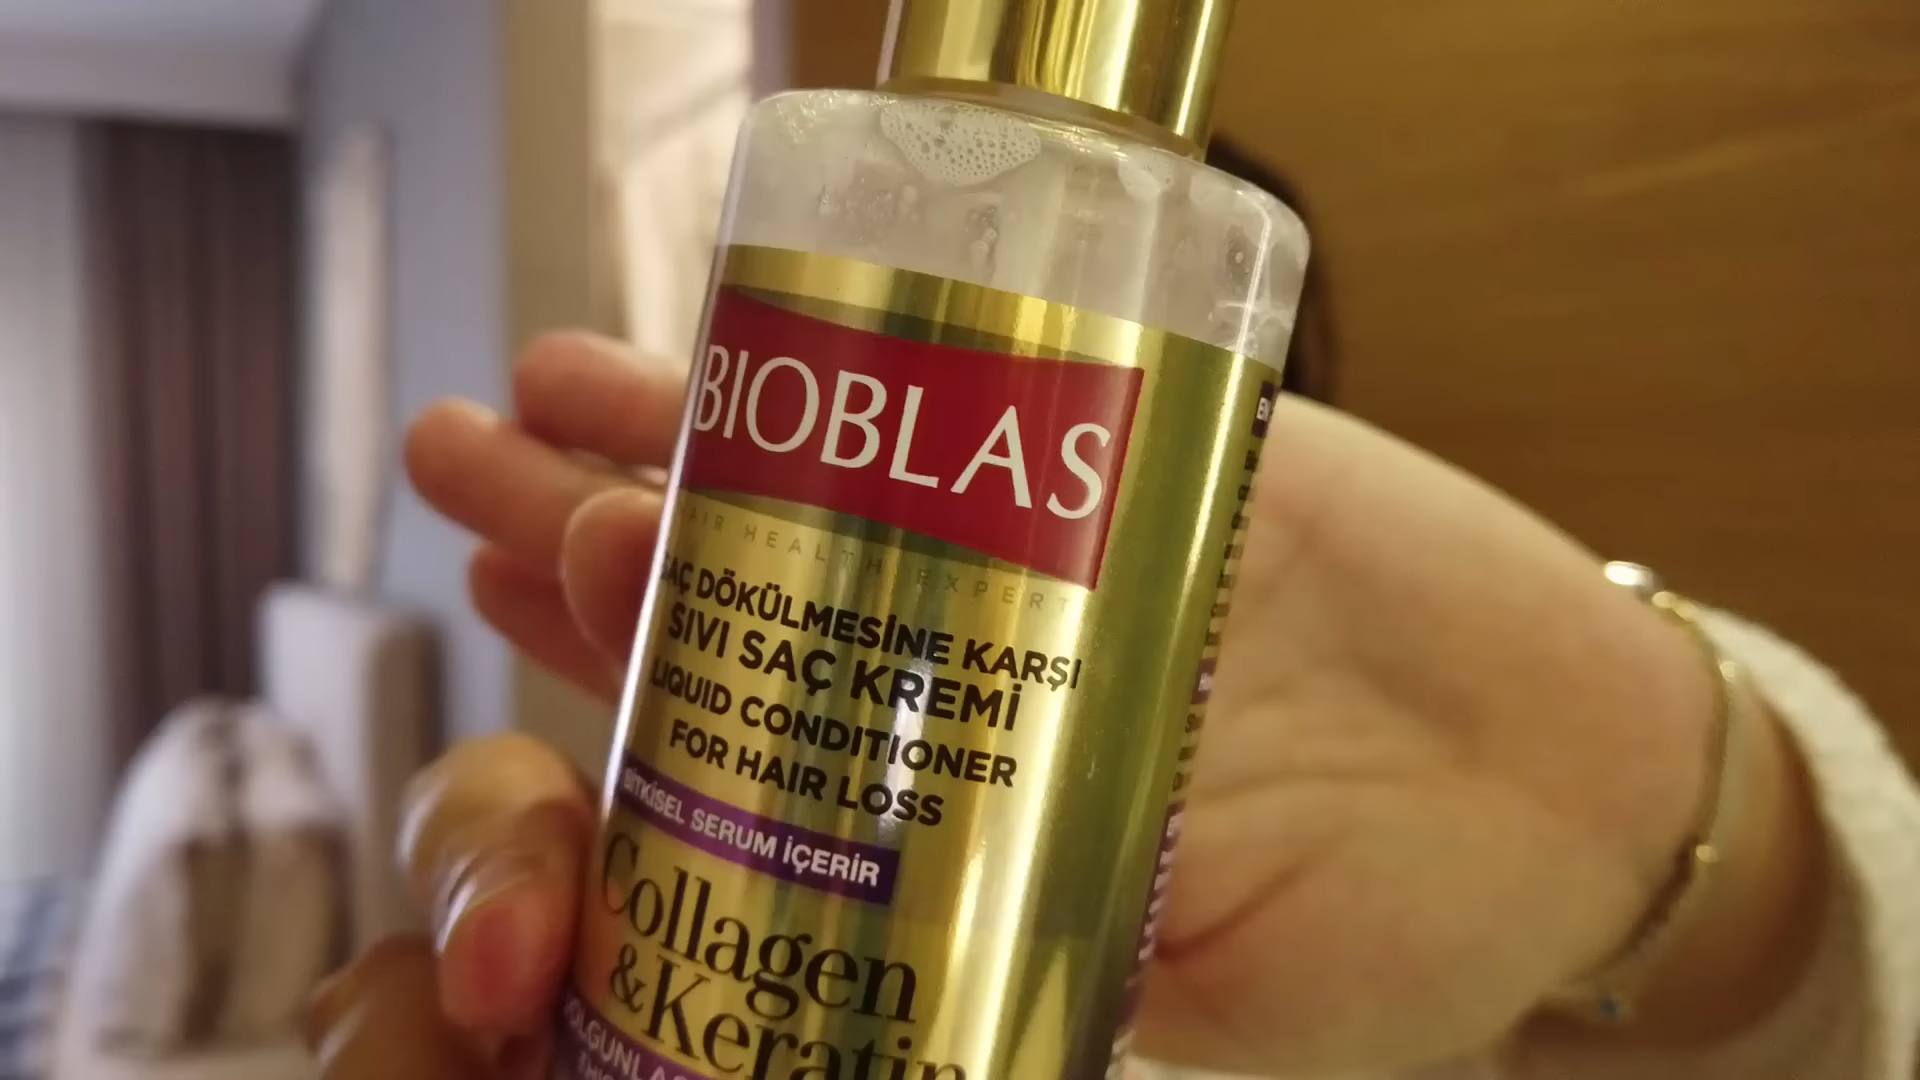 BIOBLAS
HAIR HEALTH EXPERT
SAÇ DÖKÜLMESİNE KARŞI
SIVI SAÇ KREMİ
LIQUID CONDITIONER
FOR HAIR LOSS
BİTKİSEL SERUM İÇERİR
Collagen
&Keratin